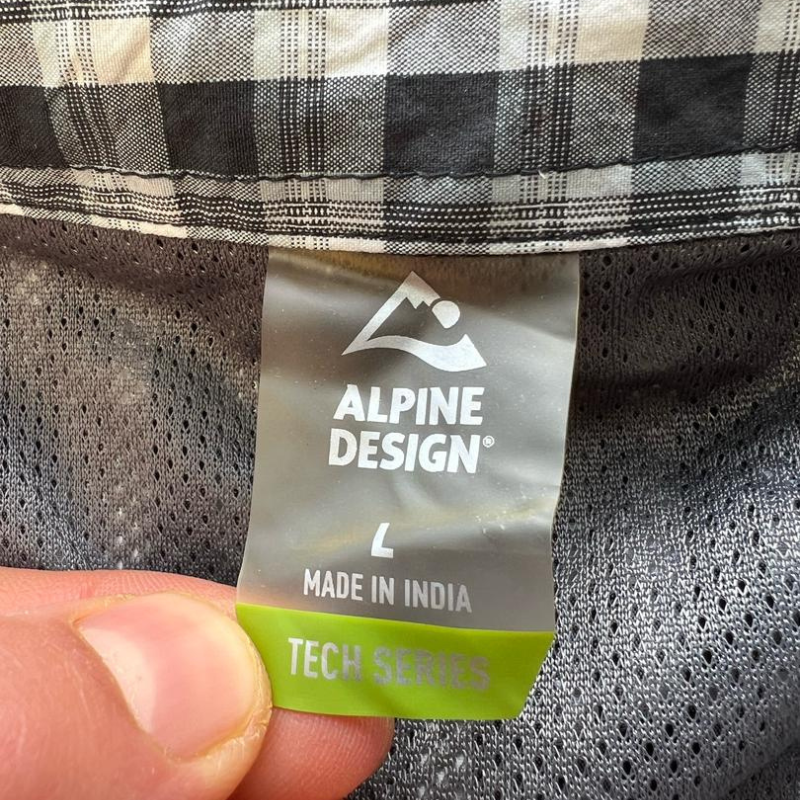 ALPINE
DESIGN®
L
MADE IN INDIA
TECH SERIES